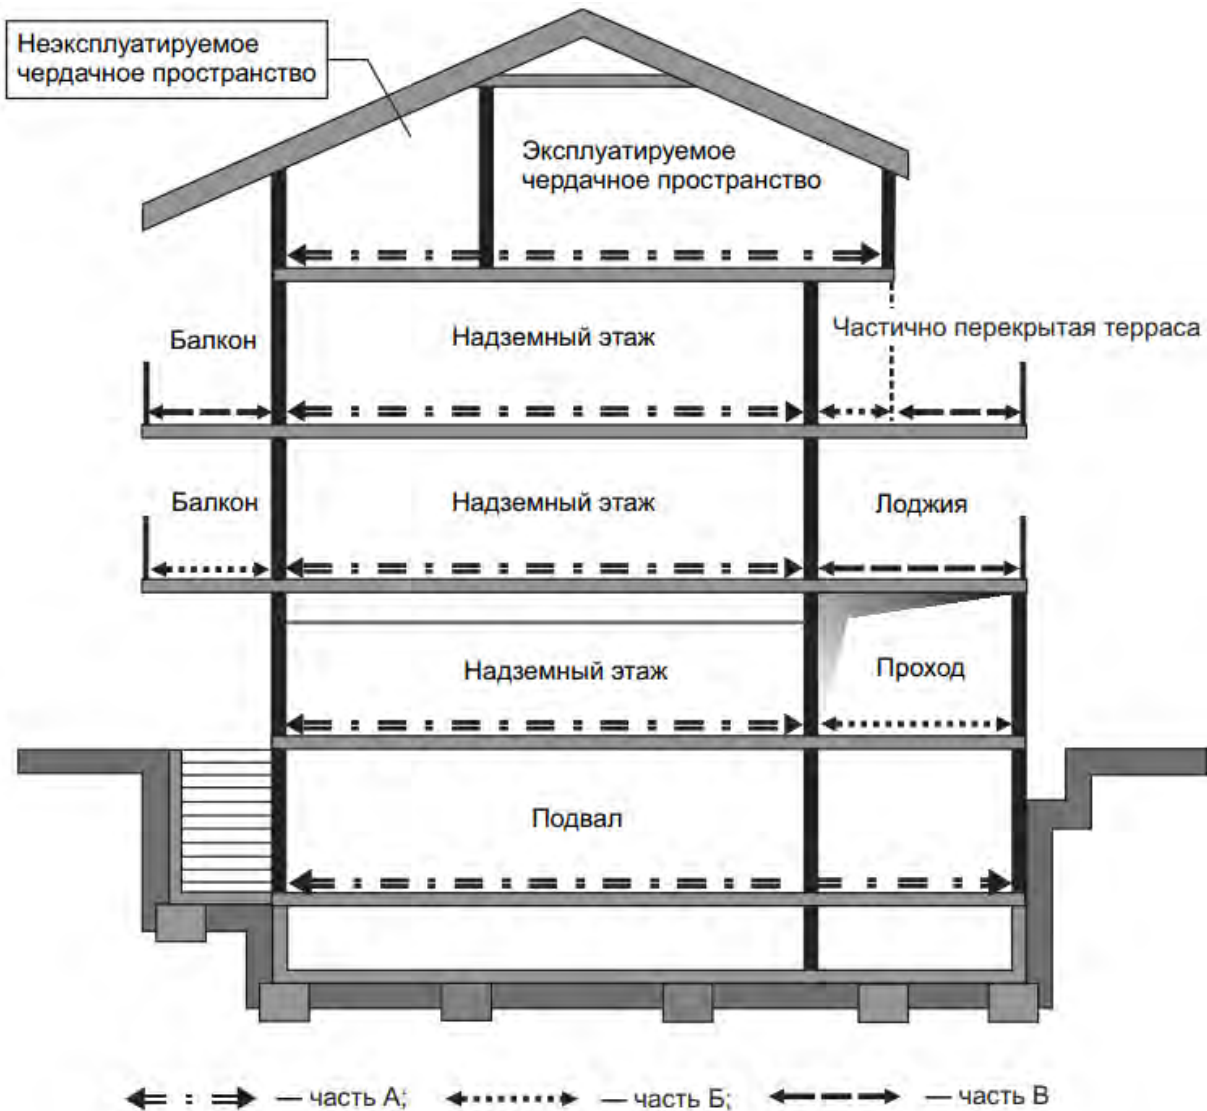 Неэксплуатируемое
чердачное пространство
Эксплуатируемое
чердачное пространство
Балкон
Надземный этаж
Частично перекрытая терраса
Балкон
Надземный этаж
Лоджия
Надземный этаж
Проход
Подвал
— часть А; — часть Б; — часть В